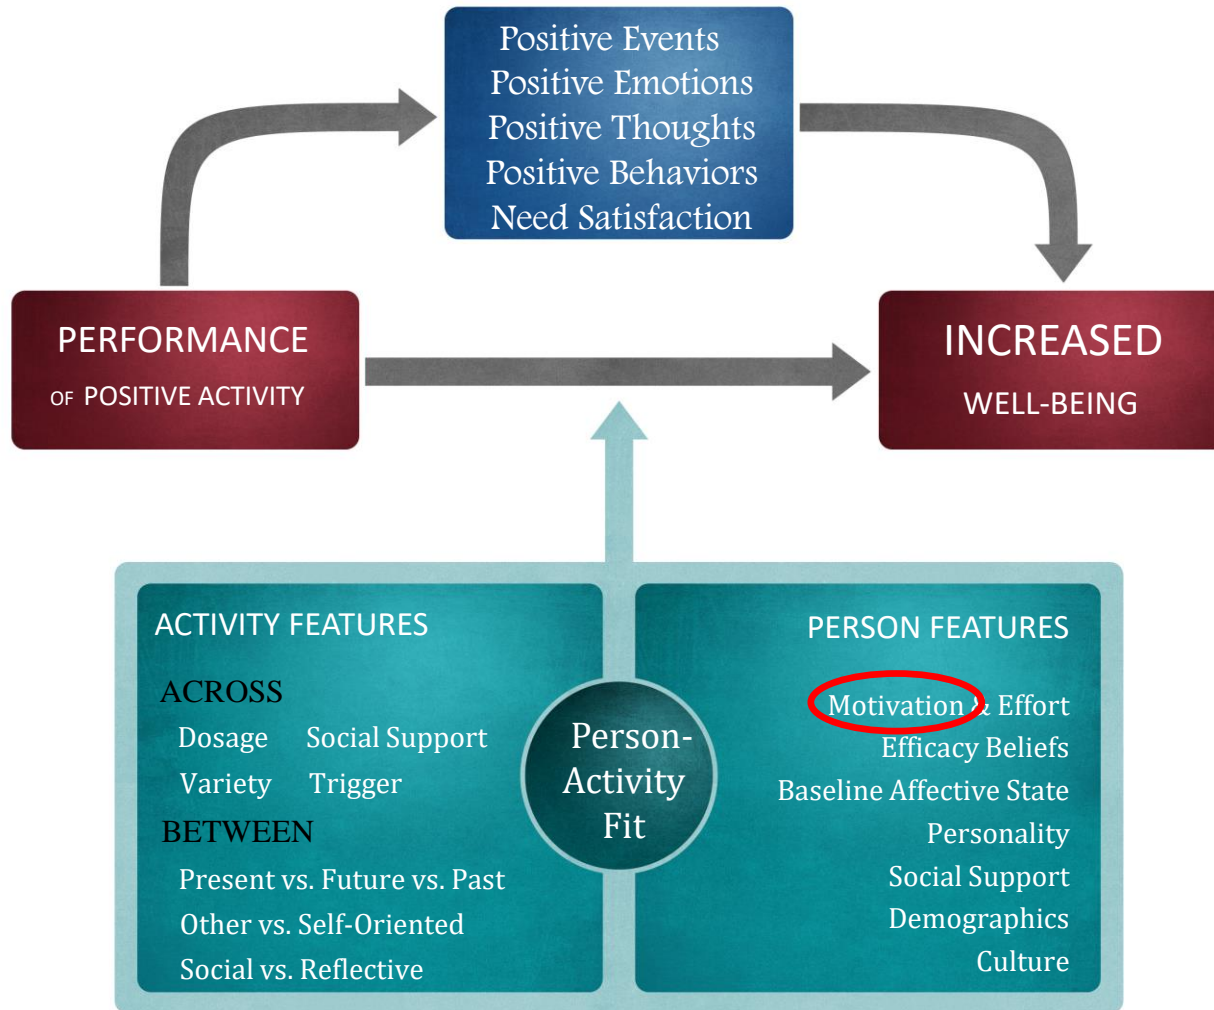 Positive Events
Positive Emotions
Positive Thoughts
Positive Behaviors
Need Satisfaction
PERFORMANCE
OF POSITIVE ACTIVITY
INCREASED
WELL-BEING
ACTIVITY FEATURES
ACROSS
Dosage Social Support
Variety Trigger
BETWEEN
Present vs. Future vs. Past
Other vs. Self-Oriented
Social vs. Reflective
Person-
Activity
Fit
PERSON FEATURES
Motivation & Effort
Efficacy Beliefs
Baseline Affective State
Personality
Social Support
Demographics
Culture